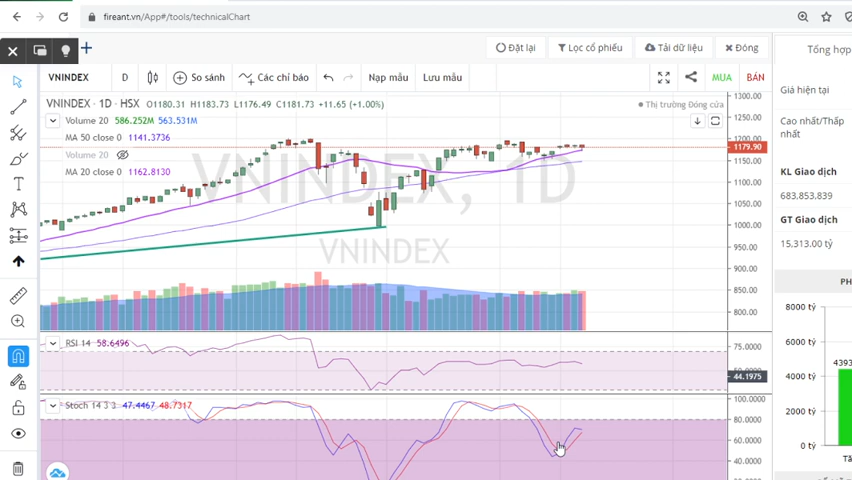 fireant.vn/App#/tools/technicalChart
Đặt lại
Lọc cổ phiếu
Tải dữ liệu
Đóng
Tổng hợp
VNINDEX
D
So sánh
Các chỉ báo
Nạp mẫu
Lưu mẫu
MUA
BÁN
VNINDEX · 1D · HSX O1180.31 H1183.73 L1176.49 C1181.73 +11.65 (+1.00%)
Thị trường Đóng cửa
Volume 20 586.252M 563.531M
MA 50 close 0 1141.3736
Volume 20
MA 20 close 0 1162.8130
VNINDEX, 1D
VNINDEX
1300.00
1250.00
1200.00
1179.90
1150.00
1100.00
1050.00
1000.00
950.00
900.00
850.00
800.00
RSI 14 58.6496
75.0000
44.1975
Stoch 14 3 3 47.4467 48.7317
100.0000
80.0000
60.0000
40.0000
Giá hiện tại
Cao nhất/Thấp
nhất
KL Giao dịch
683,853,839
GT Giao dịch
15,313.00 tỷ
PH
8000 tỷ
6000 tỷ
4393
4000 tỷ
2000 tỷ
0 tỷ